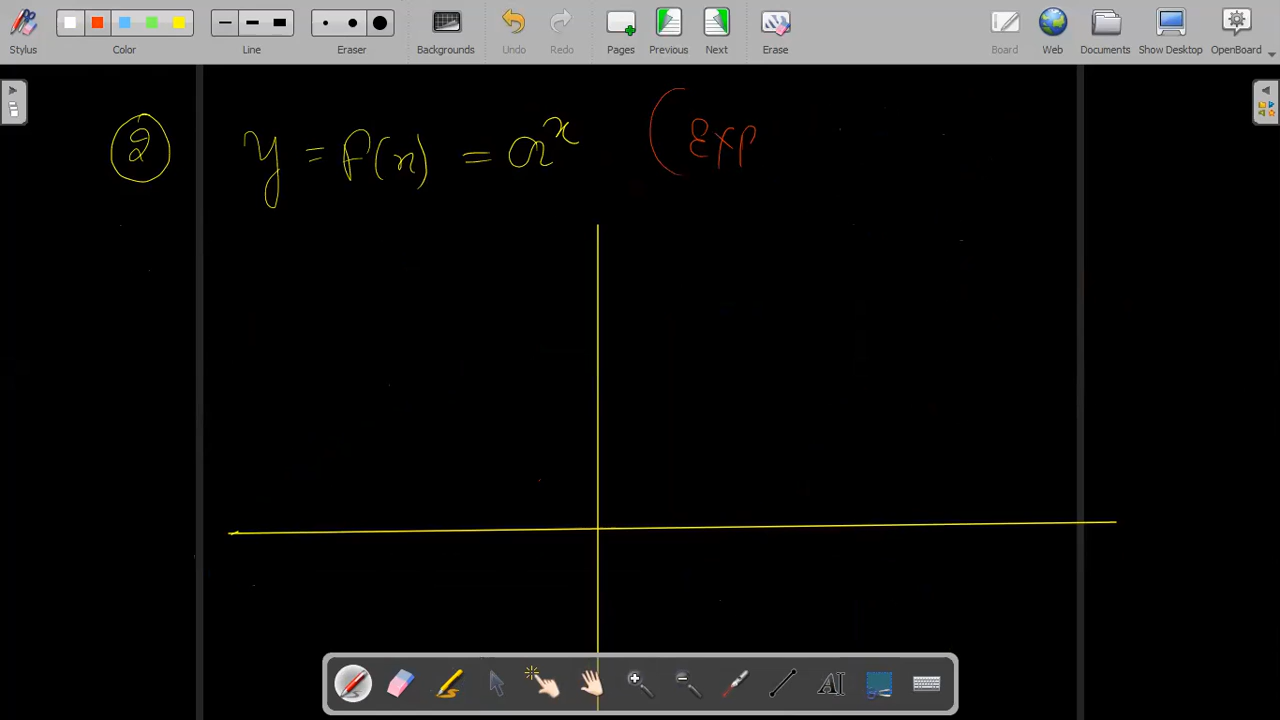 Stylus Color Line Eraser Backgrounds Undo Redo Pages Previous Next Erase Board Web Documents Show Desktop OpenBoard
② y = f(x) = a^x (Exp
AI